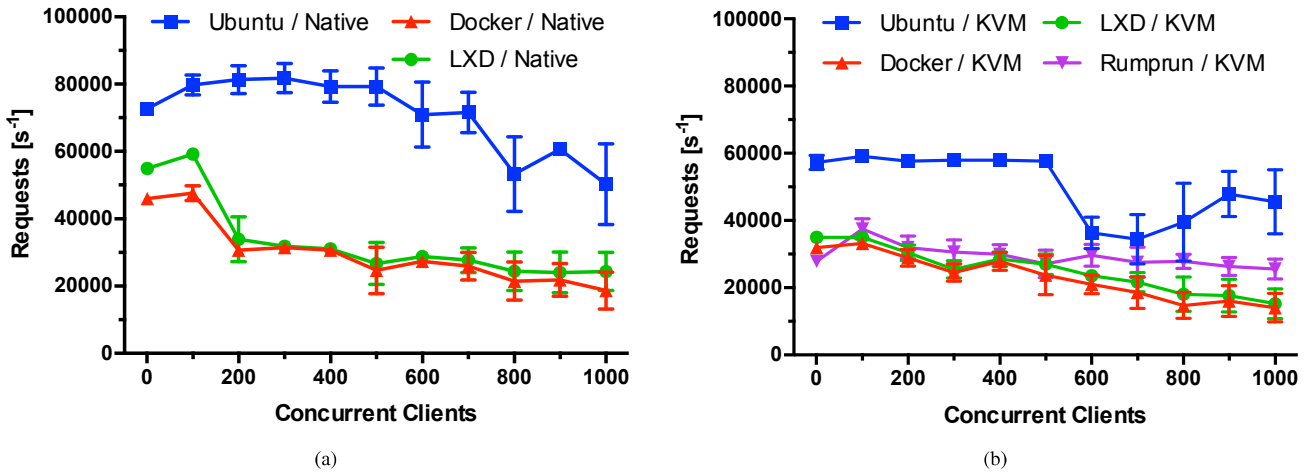 100000
80000
60000
40000
20000
0
Requests [s-1]
Ubuntu / Native
Docker / Native
LXD / Native
0 200 400 600 800 1000
Concurrent Clients
(a)
100000
80000
60000
40000
20000
0
Requests [s-1]
Ubuntu / KVM
LXD / KVM
Docker / KVM
Rumprun / KVM
0 200 400 600 800 1000
Concurrent Clients
(b)